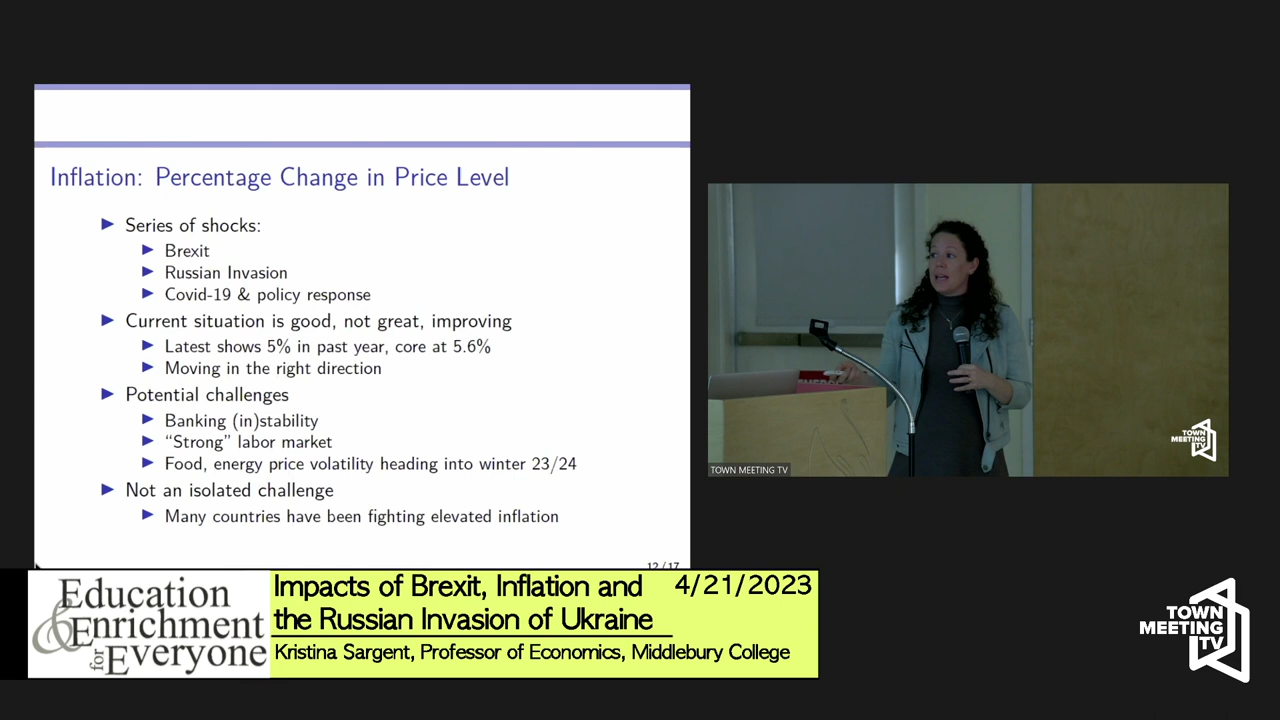 Inflation: Percentage Change in Price Level
Series of shocks:
Brexit
Russian Invasion
Covid-19 & policy response
Current situation is good, not great, improving
Latest shows 5% in past year, core at 5.6%
Moving in the right direction
Potential challenges
Banking (in)stability
“Strong” labor market
Food, energy price volatility heading into winter 23/24
Not an isolated challenge
Many countries have been fighting elevated inflation
12/17
TOWN
MEETING
TV
TOWN MEETING TV
Education
& Enrichment
for Everyone
Impacts of Brexit, Inflation and 4/21/2023
the Russian Invasion of Ukraine
Kristina Sargent, Professor of Economics, Middlebury College
TOWN
MEETING
TV